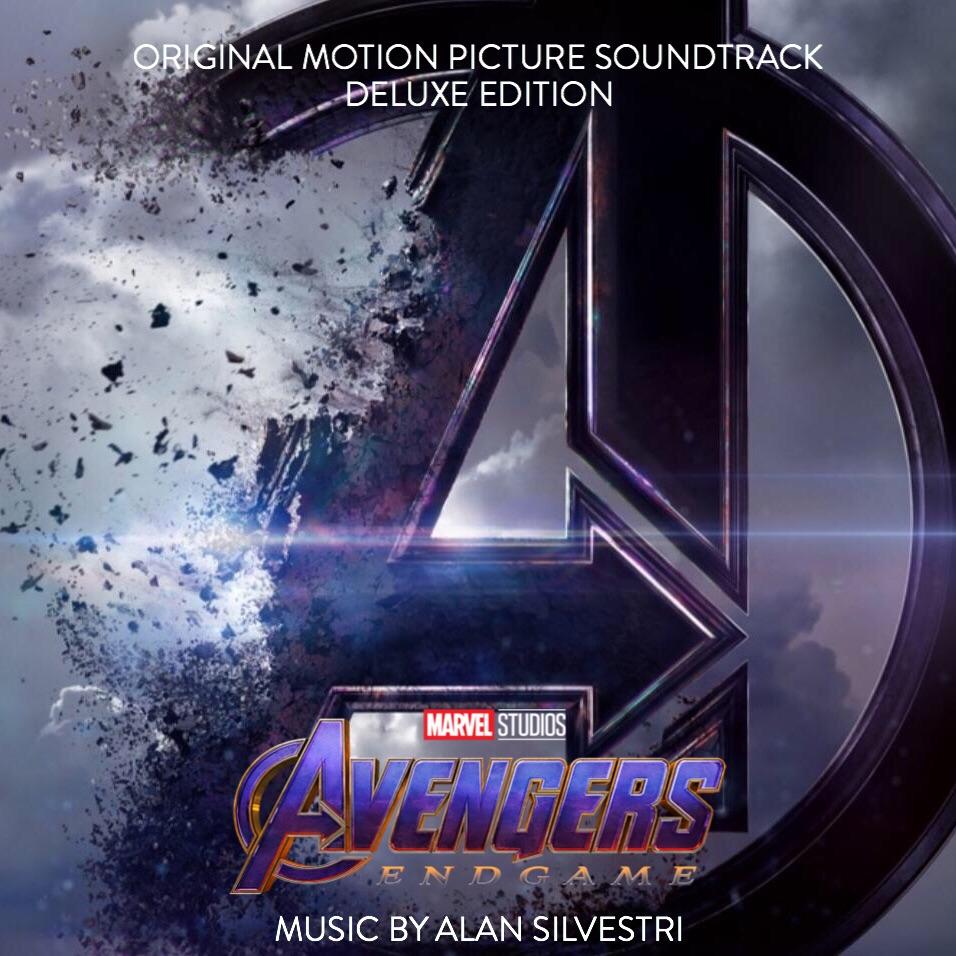 ORIGINAL MOTION PICTURE SOUNDTRACK
DELUXE EDITION
MARVEL STUDIOS
AVENGERS
ENDGAME
MUSIC BY ALAN SILVESTRI